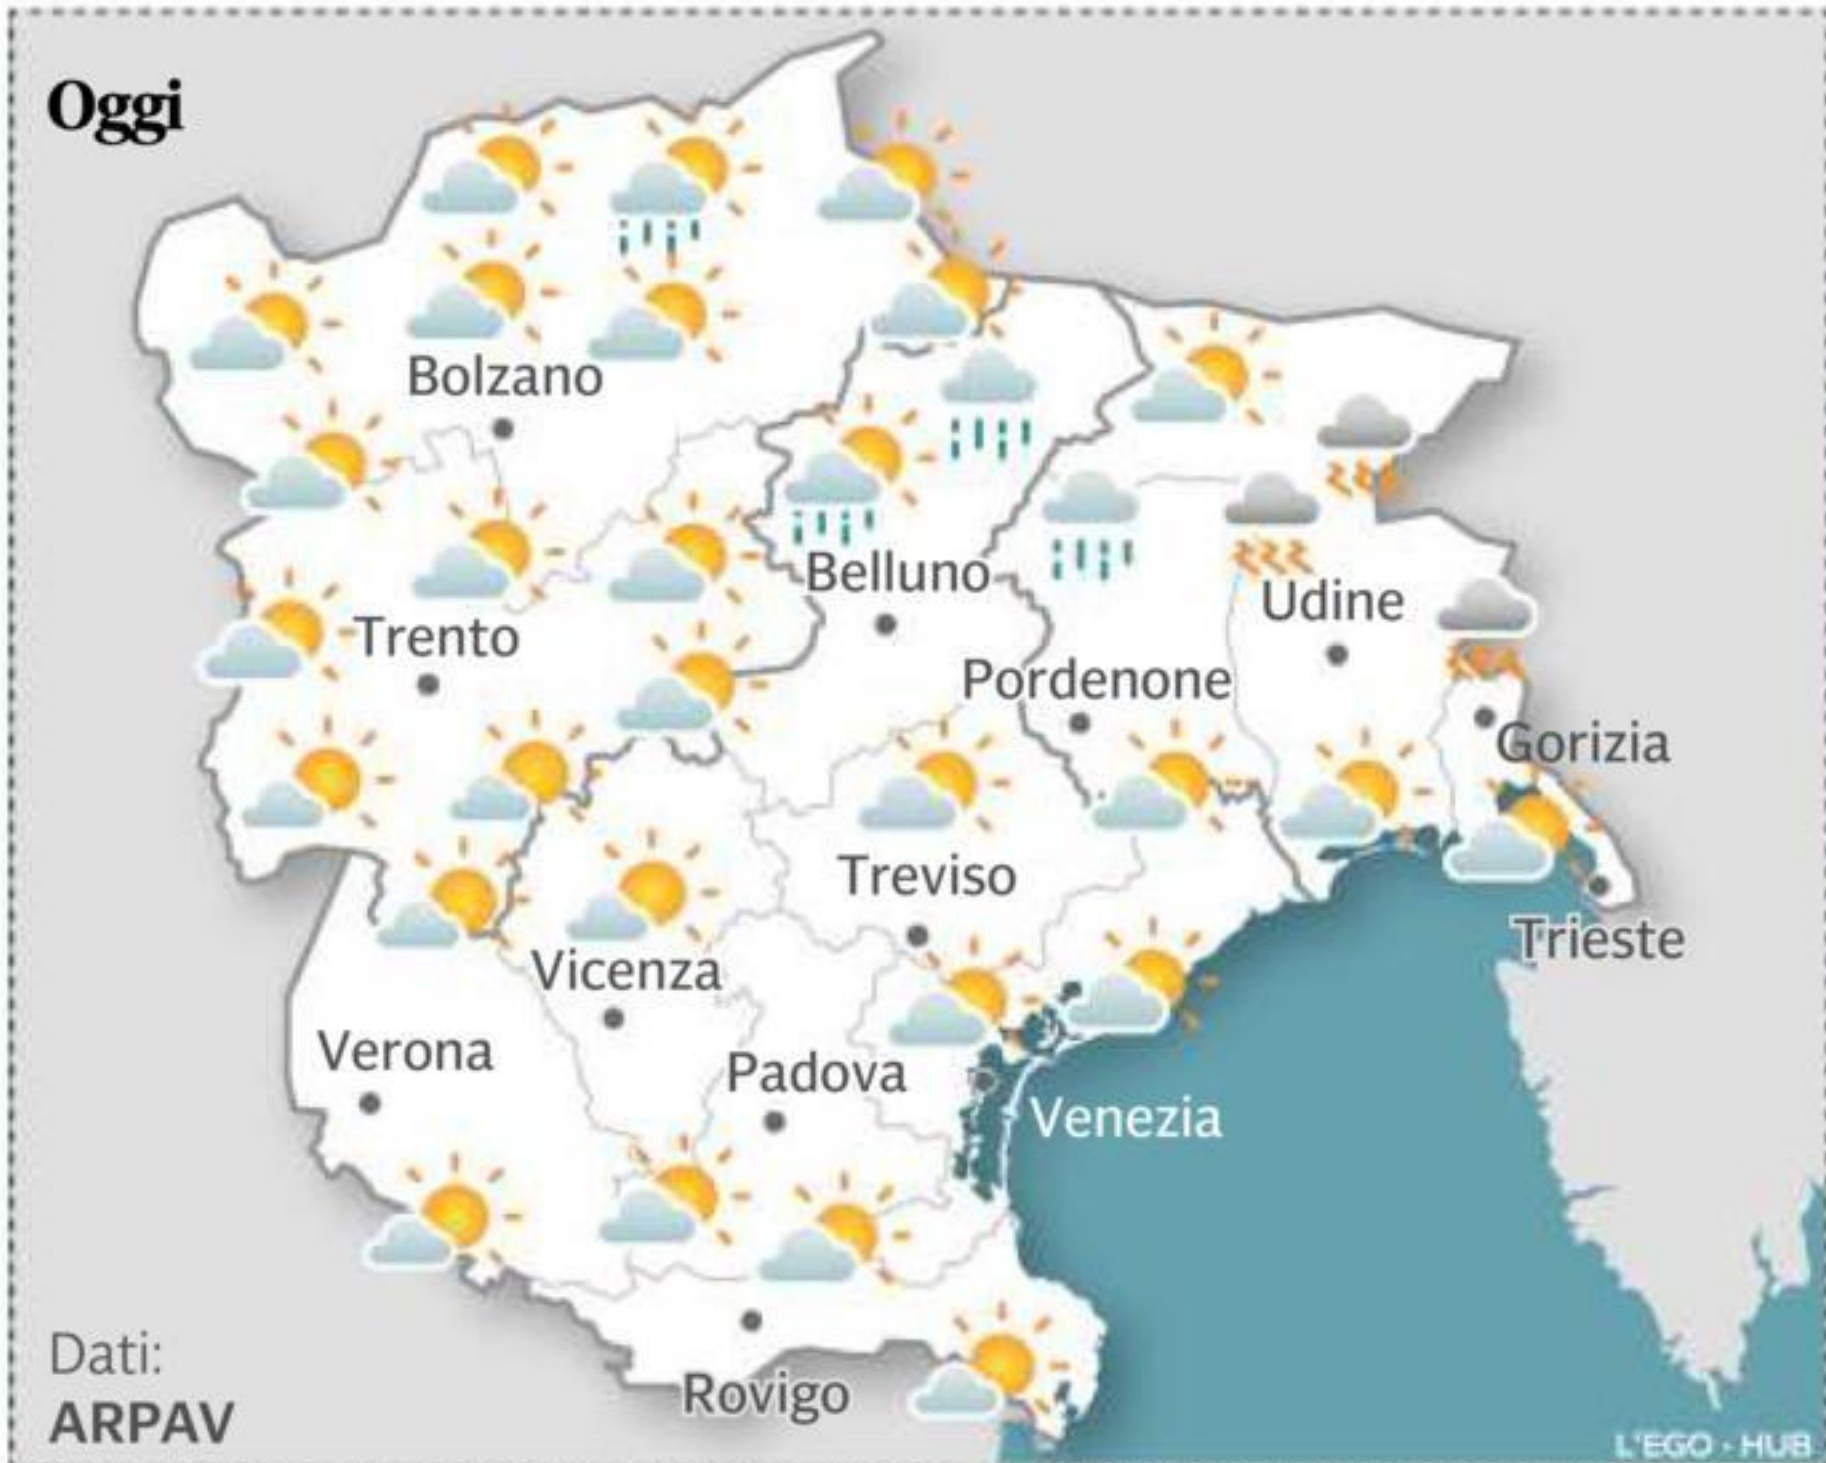 Oggi
Bolzano
Belluno
Udine
Trento
Pordenone
Gorizia
Treviso
Trieste
Vicenza
Verona
Padova
Venezia
Dati:
ARPAV
Rovigo
L'EGO - HUB